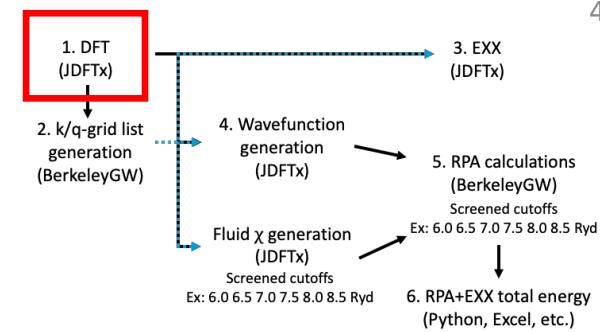 4
1. DFT
(JDFTx)
3. EXX
(JDFTx)
2. k/q-grid list
generation
(BerkeleyGW)
4. Wavefunction
generation
(JDFTx)
5. RPA calculations
(BerkeleyGW)
Screened cutoffs
Ex: 6.0 6.5 7.0 7.5 8.0 8.5 Ryd
Fluid χ generation
(JDFTx)
Screened cutoffs
Ex: 6.0 6.5 7.0 7.5 8.0 8.5 Ryd
6. RPA+EXX total energy
(Python, Excel, etc.)